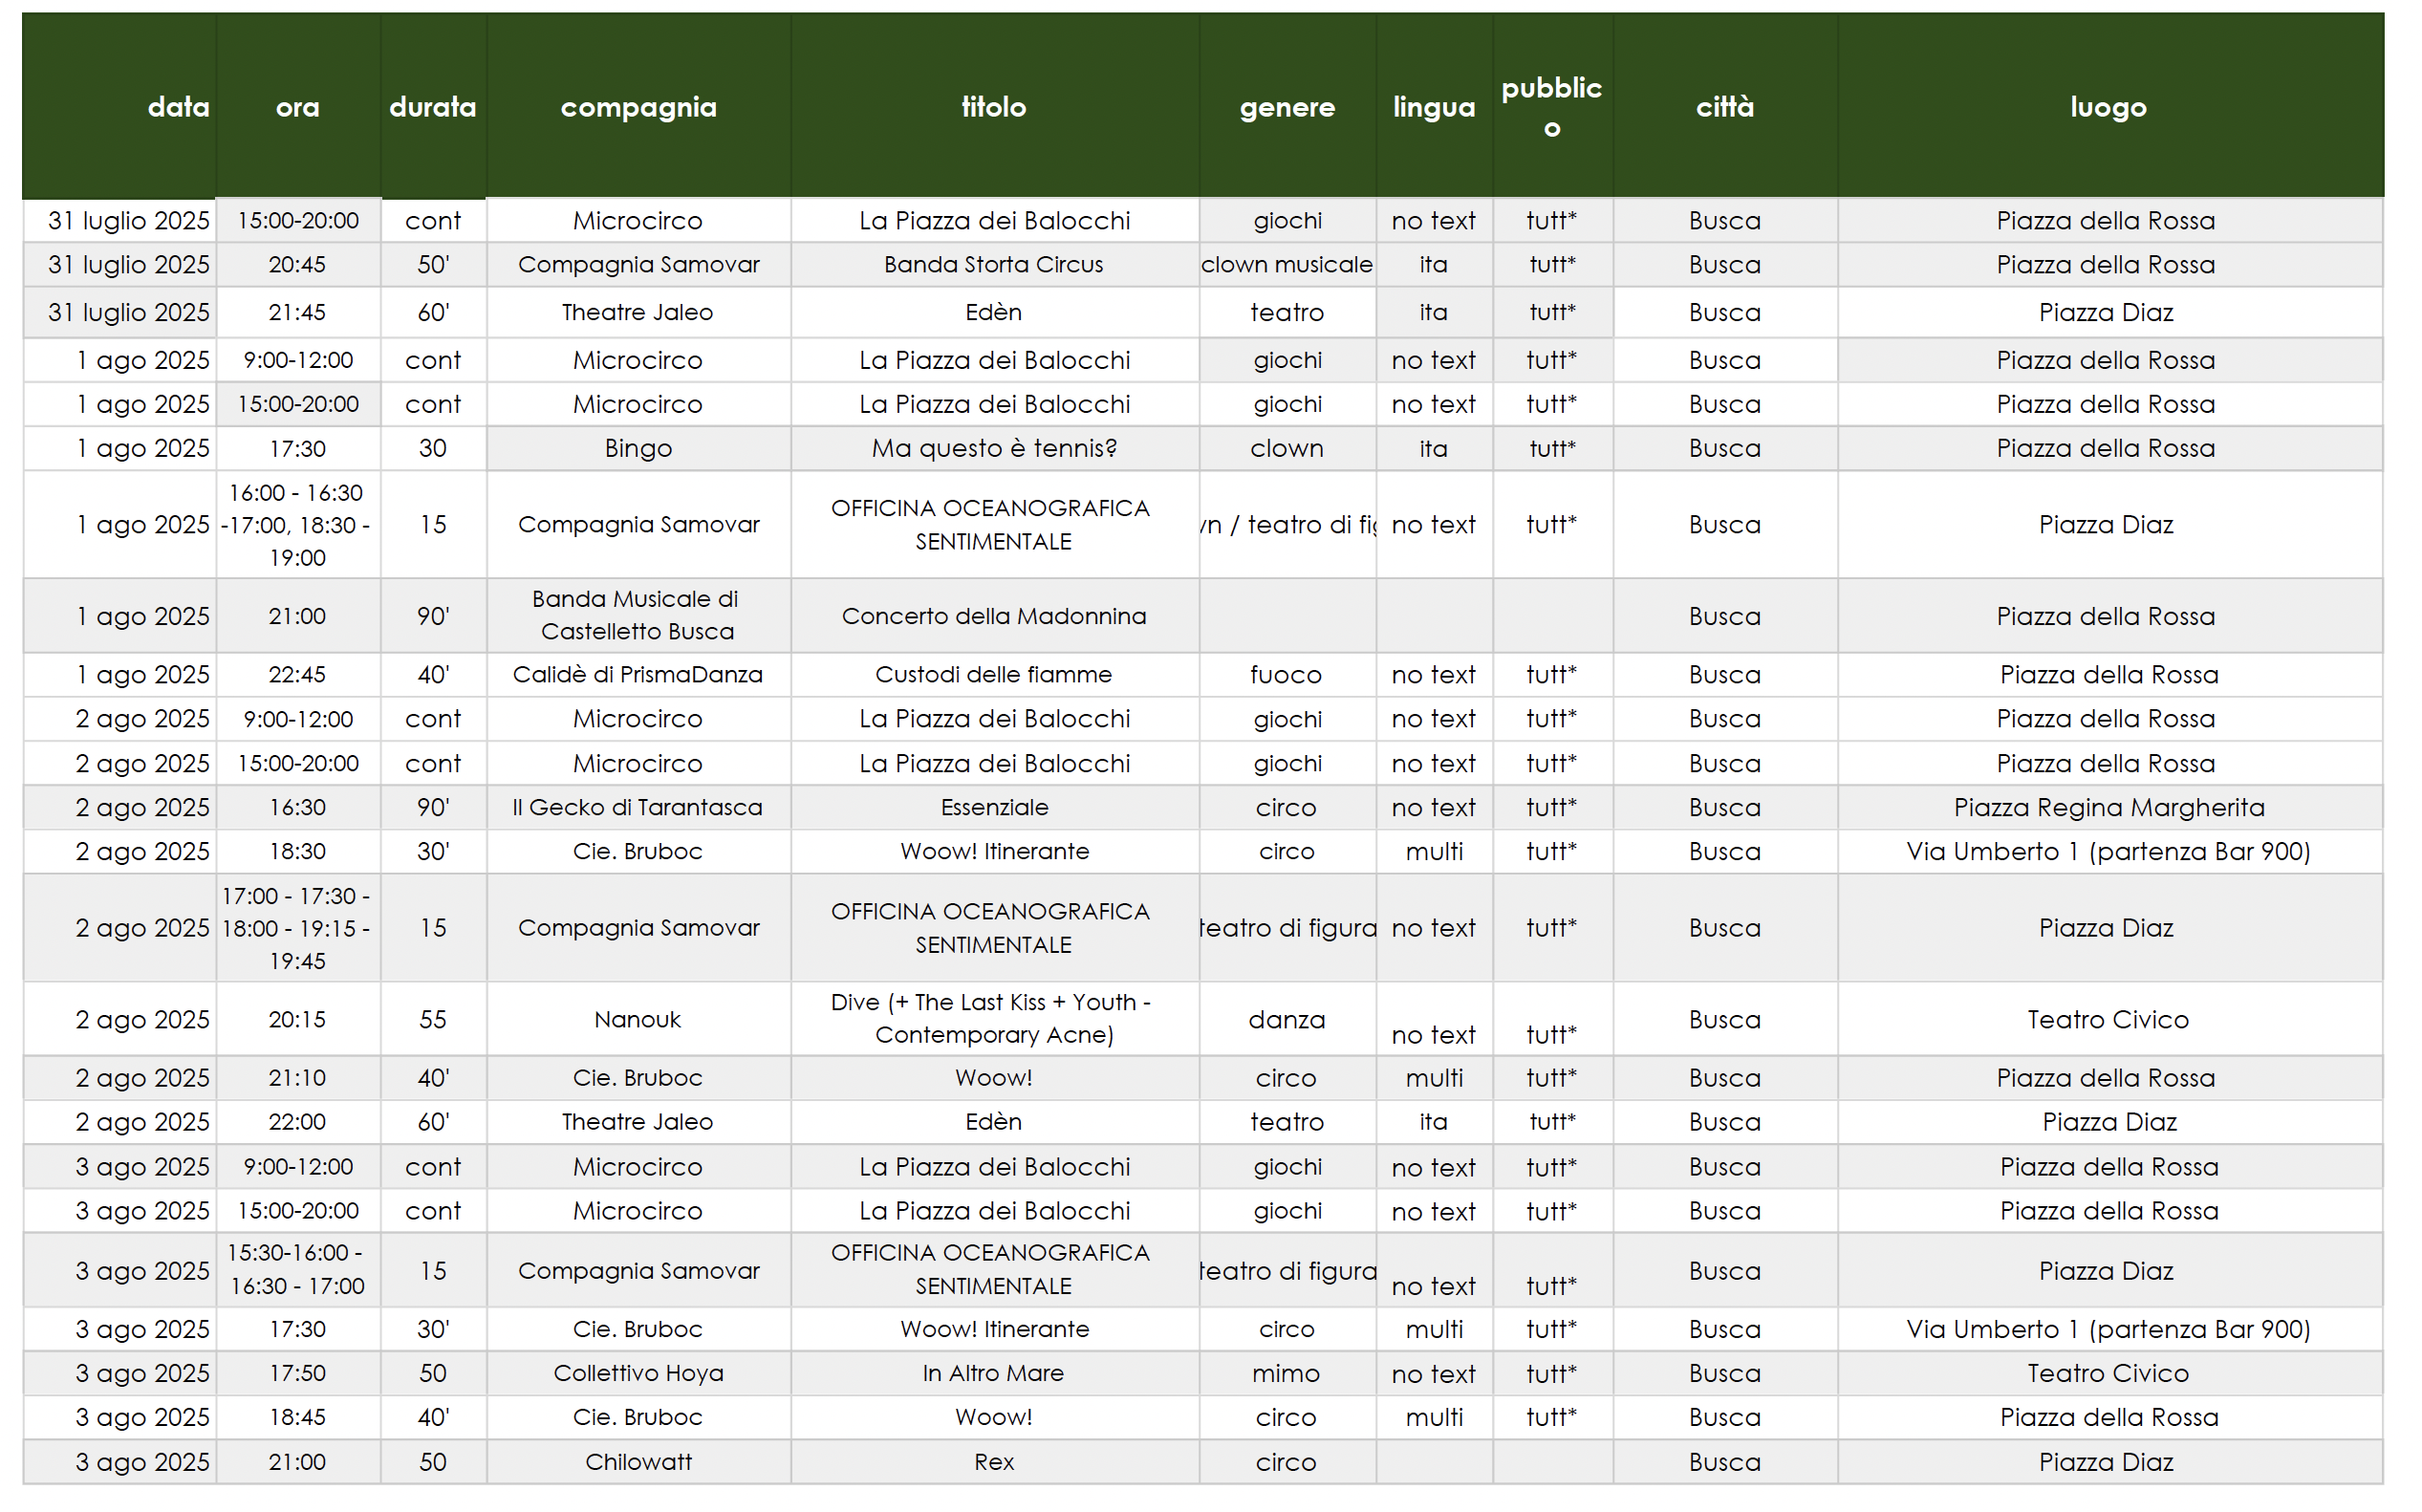 data ora durata compagnia titolo genere lingua pubblic
o città luogo
31 luglio 2025 15:00-20:00 cont Microcirco La Piazza dei Balocchi giochi no text tutt* Busca Piazza della Rossa
31 luglio 2025 20:45 50' Compagnia Samovar Banda Storta Circus clown musicale ita tutt* Busca Piazza della Rossa
31 luglio 2025 21:45 60' Theatre Jaleo Edèn teatro ita tutt* Busca Piazza Diaz
1 ago 2025 9:00-12:00 cont Microcirco La Piazza dei Balocchi giochi no text tutt* Busca Piazza della Rossa
1 ago 2025 15:00-20:00 cont Microcirco La Piazza dei Balocchi giochi no text tutt* Busca Piazza della Rossa
1 ago 2025 17:30 30 Bingo Ma questo è tennis? clown ita tutt* Busca Piazza della Rossa
1 ago 2025 16:00 - 16:30
-17:00, 18:30 -
19:00 15 Compagnia Samovar OFFICINA OCEANOGRAFICA
SENTIMENTALE / teatro di no text tutt* Busca Piazza Diaz
1 ago 2025 21:00 90' Banda Musicale di
Castelletto Busca Concerto della Madonnina Busca Piazza della Rossa
1 ago 2025 22:45 40' Calidè di PrismaDanza Custodi delle fiamme fuoco no text tutt* Busca Piazza della Rossa
2 ago 2025 9:00-12:00 cont Microcirco La Piazza dei Balocchi giochi no text tutt* Busca Piazza della Rossa
2 ago 2025 15:00-20:00 cont Microcirco La Piazza dei Balocchi giochi no text tutt* Busca Piazza della Rossa
2 ago 2025 16:30 90' Il Gecko di Tarantasca Essenziale circo no text tutt* Busca Piazza Regina Margherita
2 ago 2025 18:30 30' Cie. Bruboc Woow! Itinerante circo multi tutt* Busca Via Umberto 1 (partenza Bar 900)
2 ago 2025 17:00 - 17:30 -
18:00 - 19:15 -
19:45 15 Compagnia Samovar OFFICINA OCEANOGRAFICA
SENTIMENTALE teatro di figura no text tutt* Busca Piazza Diaz
2 ago 2025 20:15 55 Nanouk Dive (+ The Last Kiss + Youth -
Contemporary Acne) danza no text tutt* Busca Teatro Civico
2 ago 2025 21:10 40' Cie. Bruboc Woow! circo multi tutt* Busca Piazza della Rossa
2 ago 2025 22:00 60' Theatre Jaleo Edèn teatro ita tutt* Busca Piazza Diaz
3 ago 2025 9:00-12:00 cont Microcirco La Piazza dei Balocchi giochi no text tutt* Busca Piazza della Rossa
3 ago 2025 15:00-20:00 cont Microcirco La Piazza dei Balocchi giochi no text tutt* Busca Piazza della Rossa
3 ago 2025 15:30-16:00 -
16:30 - 17:00 15 Compagnia Samovar OFFICINA OCEANOGRAFICA
SENTIMENTALE teatro di figura no text tutt* Busca Piazza Diaz
3 ago 2025 17:30 30' Cie. Bruboc Woow! Itinerante circo multi tutt* Busca Via Umberto 1 (partenza Bar 900)
3 ago 2025 17:50 50 Collettivo Hoya In Altro Mare mimo no text tutt* Busca Teatro Civico
3 ago 2025 18:45 40' Cie. Bruboc Woow! circo multi tutt* Busca Piazza della Rossa
3 ago 2025 21:00 50 Chilowatt Rex circo Busca Piazza Diaz